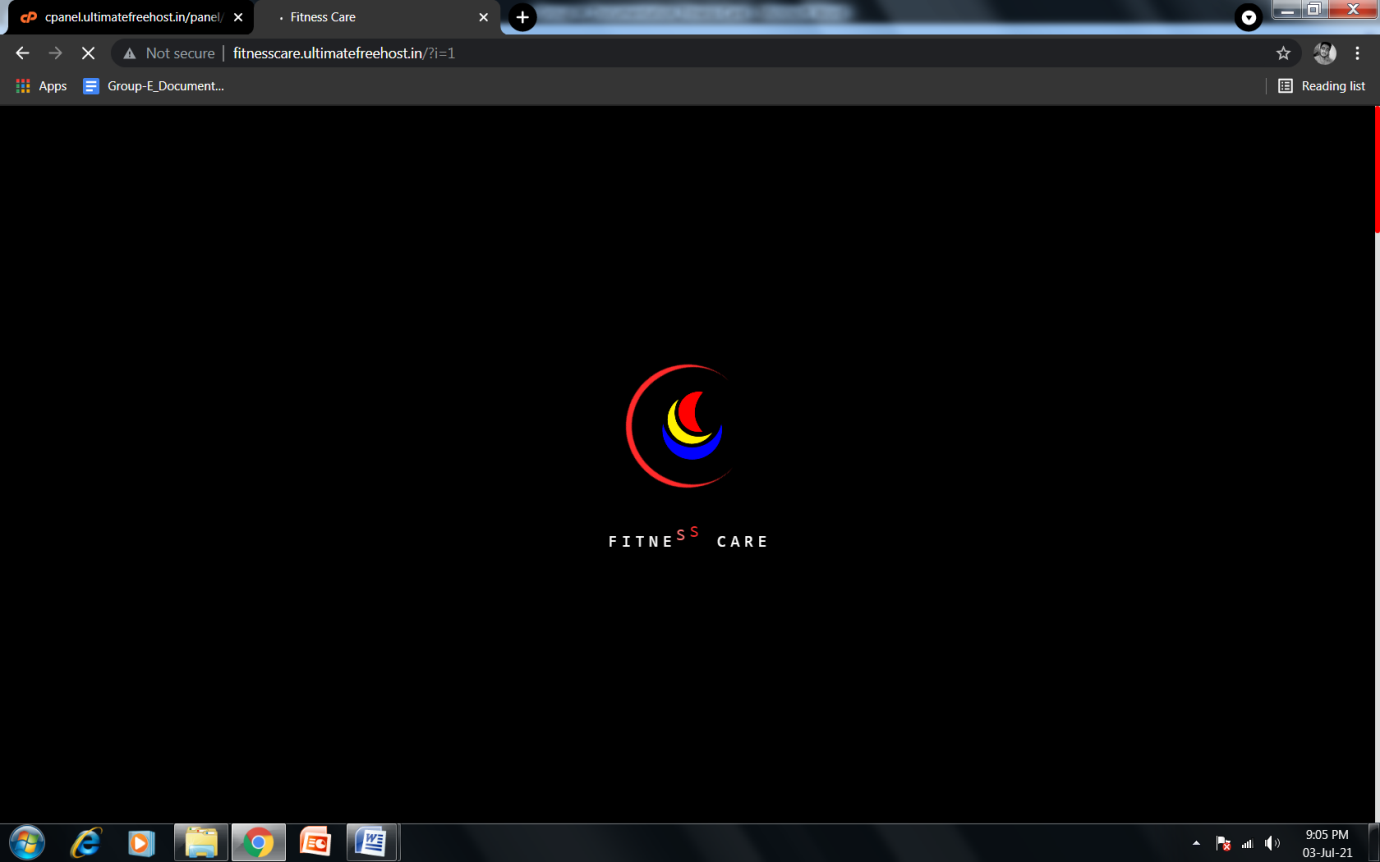 cpanel.ultimatefreehost.in/panel/
Fitness Care
Not secure
fitnesscare.ultimatefreehost.in/?i=1
Apps
Group-E_Document...
Reading list
FITNESS CARE
9:05 PM
03-Jul-21